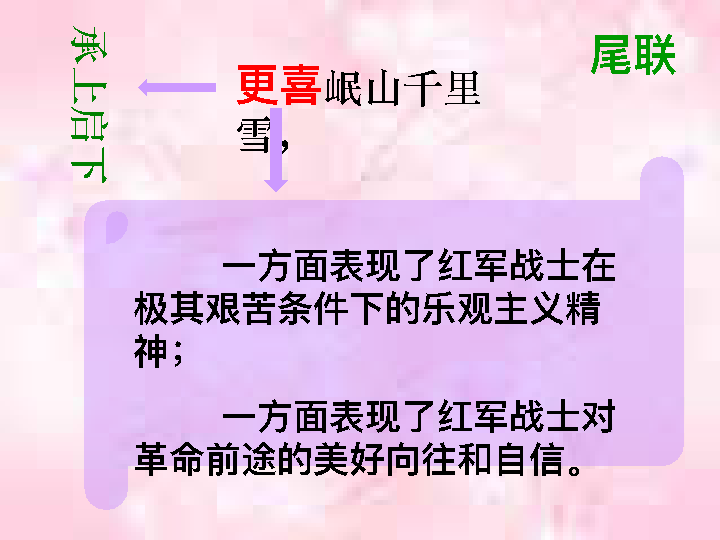 尾联
承上启下
更喜岷山千里
雪，
一方面表现了红军战士在
极其艰苦条件下的乐观主义精
神；
一方面表现了红军战士对
革命前途的美好向往和自信。